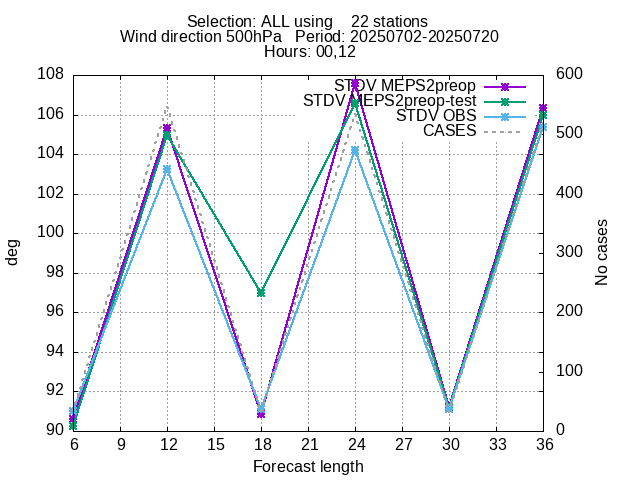 Selection: ALL using    22 stations
Wind direction 500hPa   Period: 20250702-20250720
Hours: 00,12
108
106
104
102
100
98
96
94
92
90
600
500
400
300
200
100
0
deg
No cases
STDV MEPS2preop
STDV MEPS2preop-test
STDV OBS
CASES
6 9 12 15 18 21 24 27 30 33 36
Forecast length